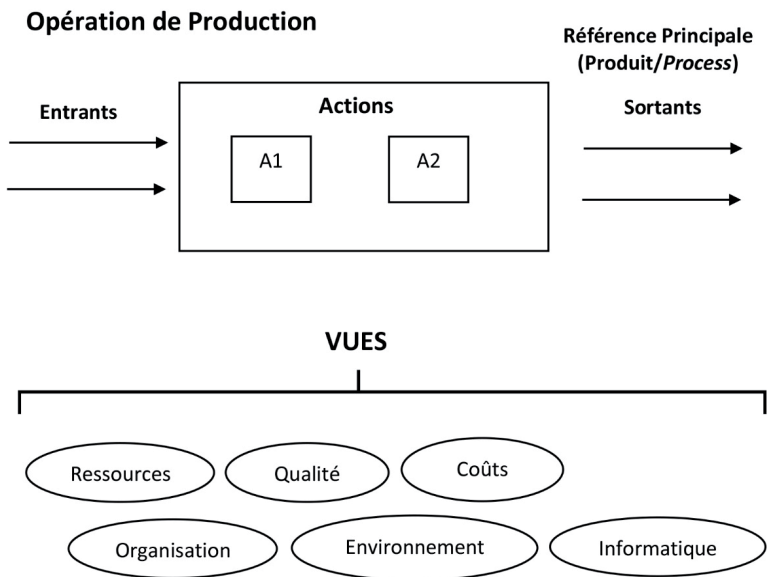 Opération de Production
Référence Principale
(Produit/Process)
Entrants
Actions
Sortants
A1
A2
VUES
Ressources
Qualité
Coûts
Organisation
Environnement
Informatique